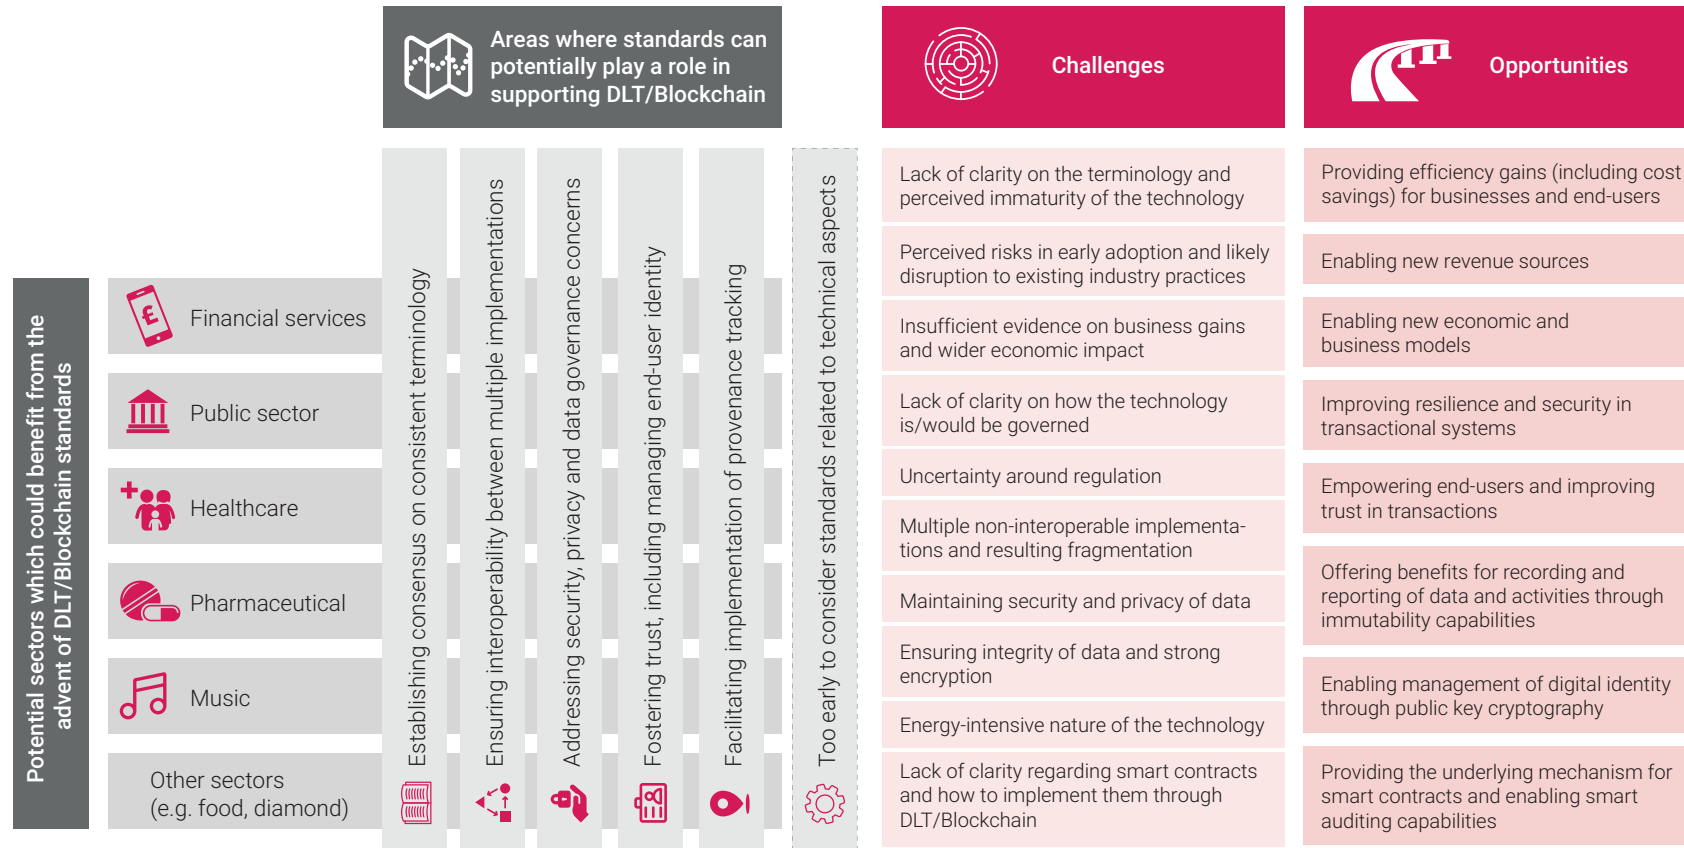 Areas where standards can
potentially play a role in
supporting DLT/Blockchain
Challenges
Opportunities
Potential sectors which could benefit from the
advent of DLT/Blockchain standards
£
Financial services
Public sector
Healthcare
Pharmaceutical
Music
Other sectors
(e.g. food, diamond)
Establishing consensus on consistent terminology
Ensuring interoperability between multiple implementations
Addressing security, privacy and data governance concerns
Fostering trust, including managing end-user identity
Facilitating implementation of provenance tracking
Too early to consider standards related to technical aspects
Lack of clarity on the terminology and
perceived immaturity of the technology
Perceived risks in early adoption and likely
disruption to existing industry practices
Insufficient evidence on business gains
and wider economic impact
Lack of clarity on how the technology
is/would be governed
Uncertainty around regulation
Multiple non-interoperable implementa-
tions and resulting fragmentation
Maintaining security and privacy of data
Ensuring integrity of data and strong
encryption
Energy-intensive nature of the technology
Lack of clarity regarding smart contracts
and how to implement them through
DLT/Blockchain
Providing efficiency gains (including cost
savings) for businesses and end-users
Enabling new revenue sources
Enabling new economic and
business models
Improving resilience and security in
transactional systems
Empowering end-users and improving
trust in transactions
Offering benefits for recording and
reporting of data and activities through
immutability capabilities
Enabling management of digital identity
through public key cryptography
Providing the underlying mechanism for
smart contracts and enabling smart
auditing capabilities